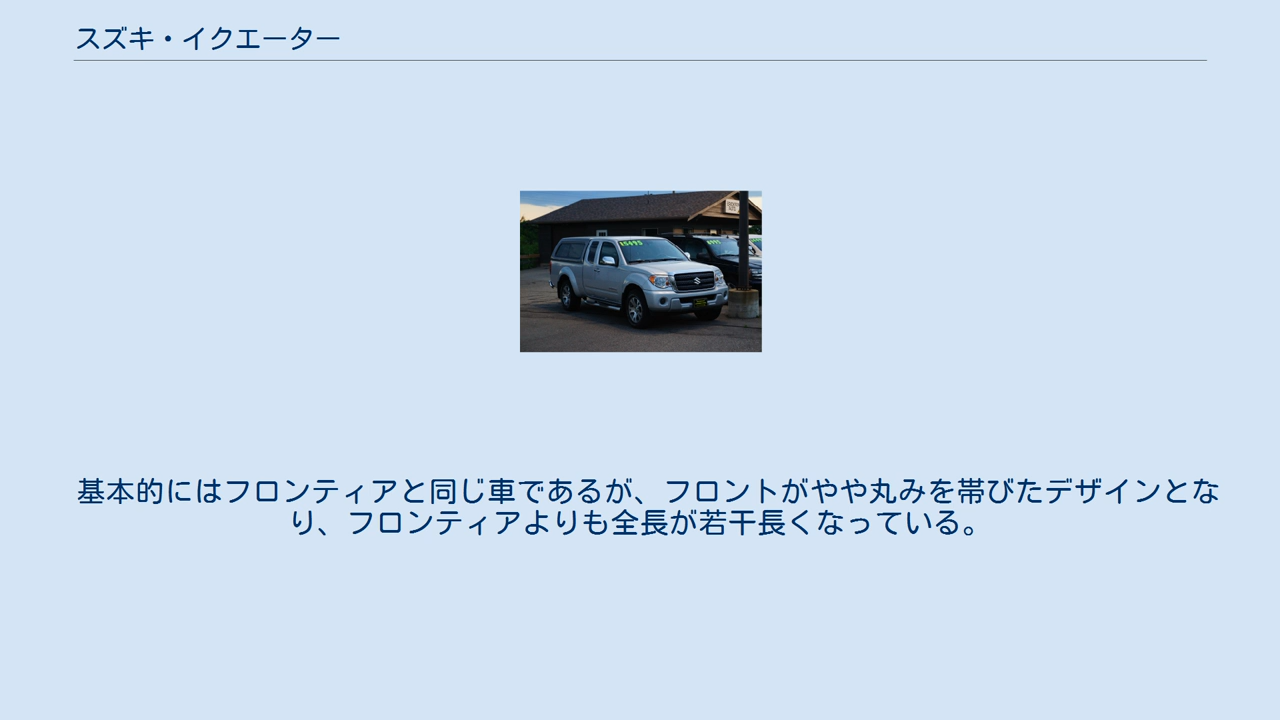 スズキ・イクエーター
基本的にはフロンティアと同じ車であるが、フロントがやや丸みを帯びたデザインとな
り、フロンティアよりも全長が若干長くなっている。